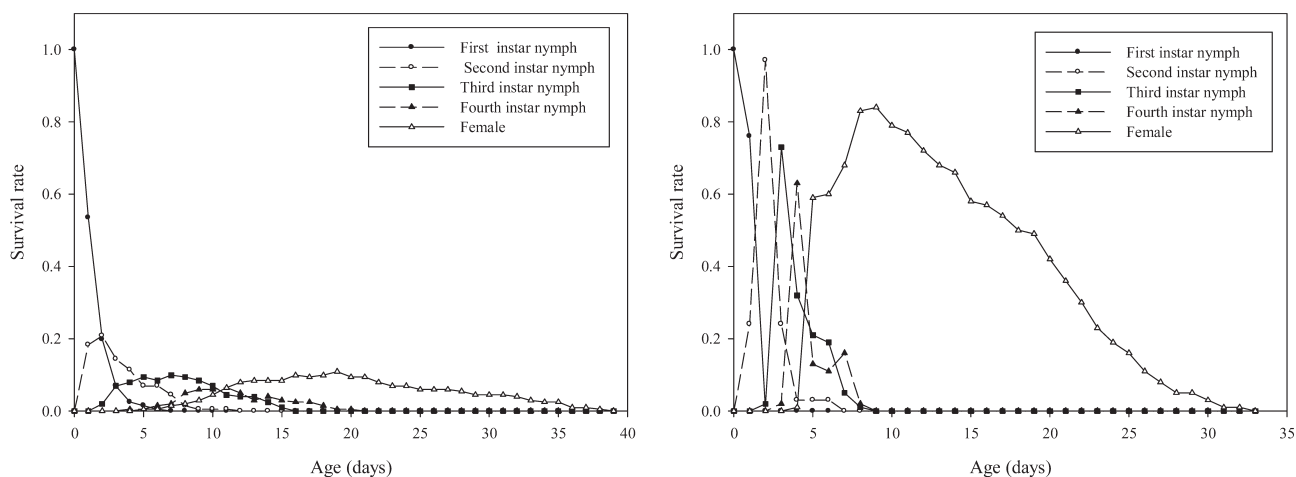 First instar nymph
Second instar nymph
Third instar nymph
Fourth instar nymph
Female
Survival rate
1.0
0.8
0.6
0.4
0.2
0.0
0 5 10 15 20 25 30 35 40
Age (days)
First instar nymph
Second instar nymph
Third instar nymph
Fourth instar nymph
Female
Survival rate
1.0
0.8
0.6
0.4
0.2
0.0
0 5 10 15 20 25 30 35
Age (days)